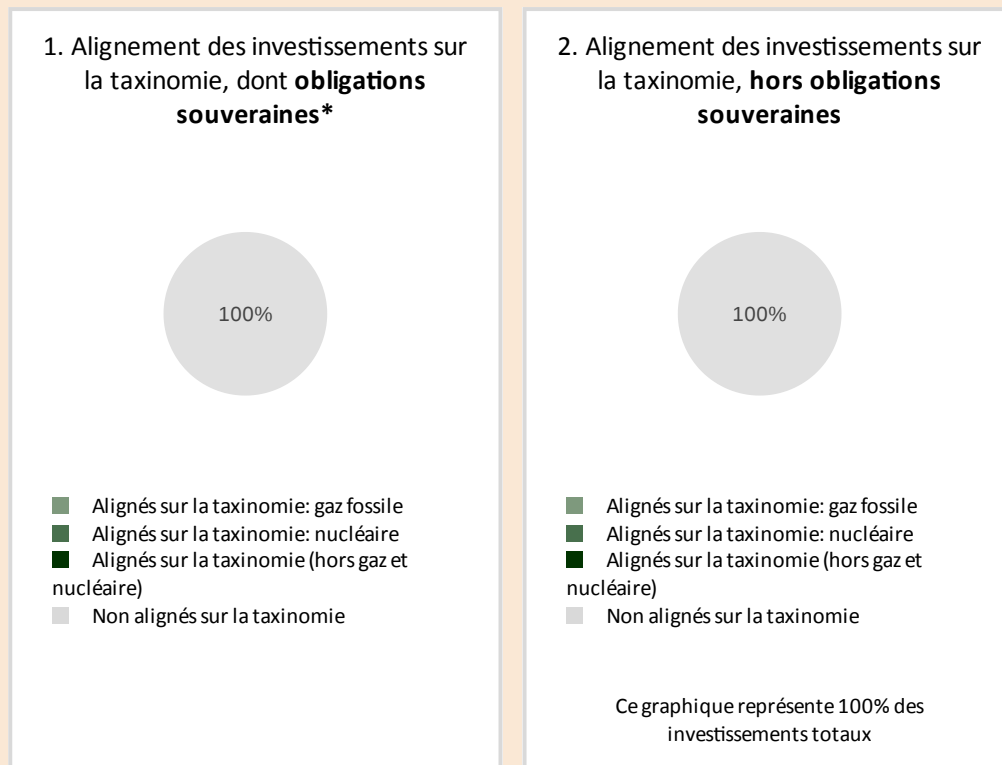 1. Alignement des investissements sur
la taxinomie, dont obligations
souveraines*
100%
Alignés sur la taxinomie: gaz fossile
Alignés sur la taxinomie: nucléaire
Alignés sur la taxinomie (hors gaz et
nucléaire)
Non alignés sur la taxinomie
2. Alignement des investissements sur
la taxinomie, hors obligations
souveraines
100%
Alignés sur la taxinomie: gaz fossile
Alignés sur la taxinomie: nucléaire
Alignés sur la taxinomie (hors gaz et
nucléaire)
Non alignés sur la taxinomie
Ce graphique représente 100% des
investissements totaux